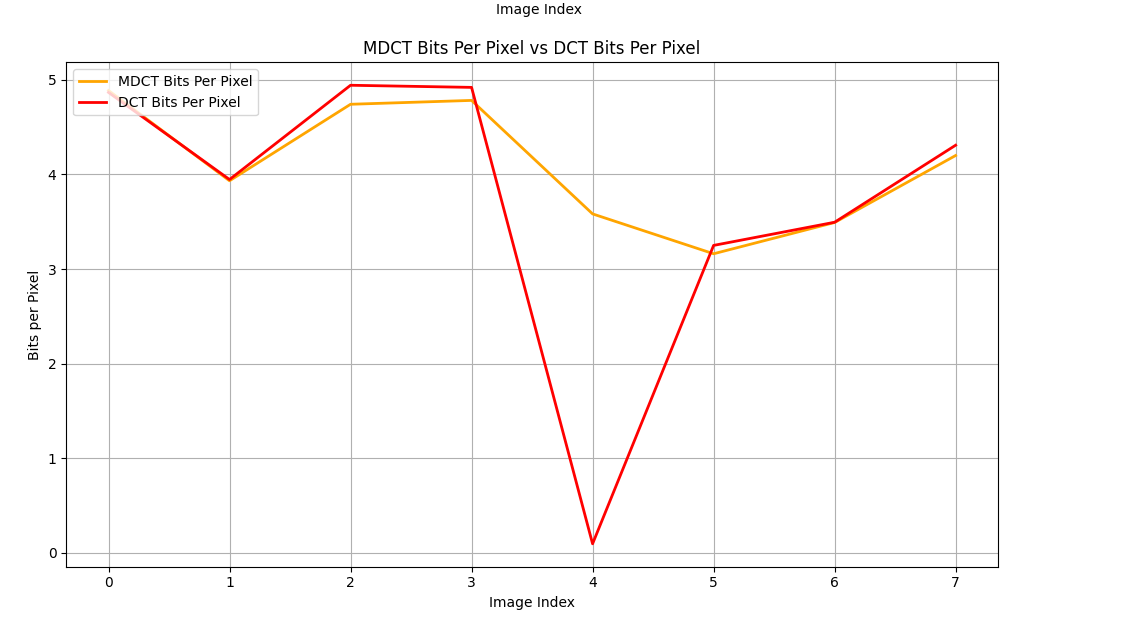 Image Index
MDCT Bits Per Pixel vs DCT Bits Per Pixel
MDCT Bits Per Pixel
DCT Bits Per Pixel
5
4
3
2
1
0
Bits per Pixel
0 1 2 3 4 5 6 7
Image Index